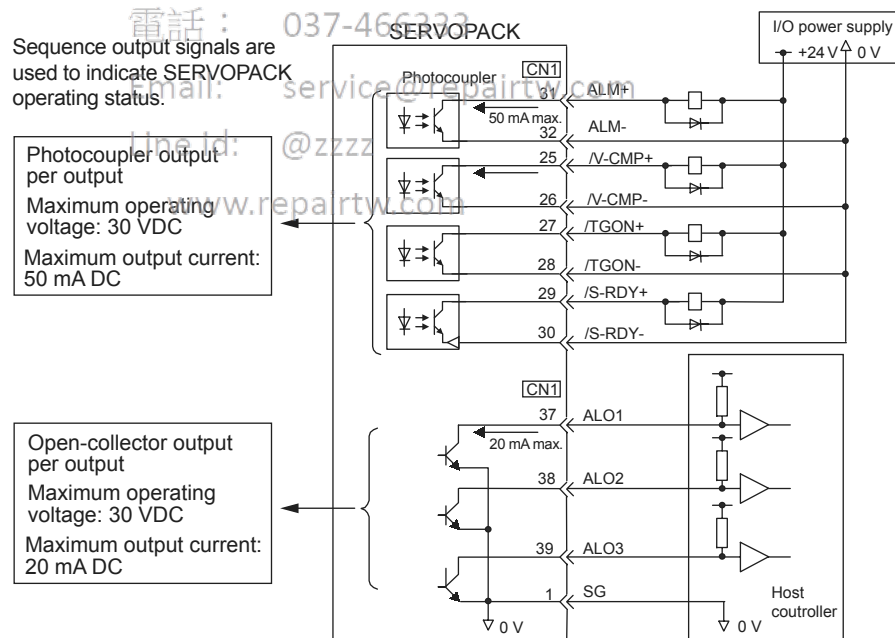 電話： 037-466333
SERVOPACK
I/O power supply
+24 V 0 V
Sequence output signals are
used to indicate SERVOPACK
operating status.
Email: service@repairtw.com
Line id: @zzzz
www.repairtw.com
Photocoupler
CN1
31 ALM+
50 mA max.
32 ALM-
25 /V-CMP+
26 /V-CMP-
27 /TGON+
28 /TGON-
29 /S-RDY+
30 /S-RDY-
Photocoupler output
per output
Maximum operating
voltage: 30 VDC
Maximum output current:
50 mA DC
CN1
37 ALO1
20 mA max.
38 ALO2
39 ALO3
1 SG
0 V
0 V
Host
coutroller
Open-collector output
per output
Maximum operating
voltage: 30 VDC
Maximum output current:
20 mA DC